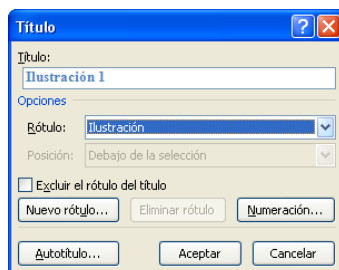 Título
Título:
Ilustración 1
Opciones
Rótulo: Ilustración
Posición: Debajo de la selección
Excluir el rótulo del título
Nuevo rótulo... Eliminar rótulo Numeración...
Autotítulo... Aceptar Cancelar